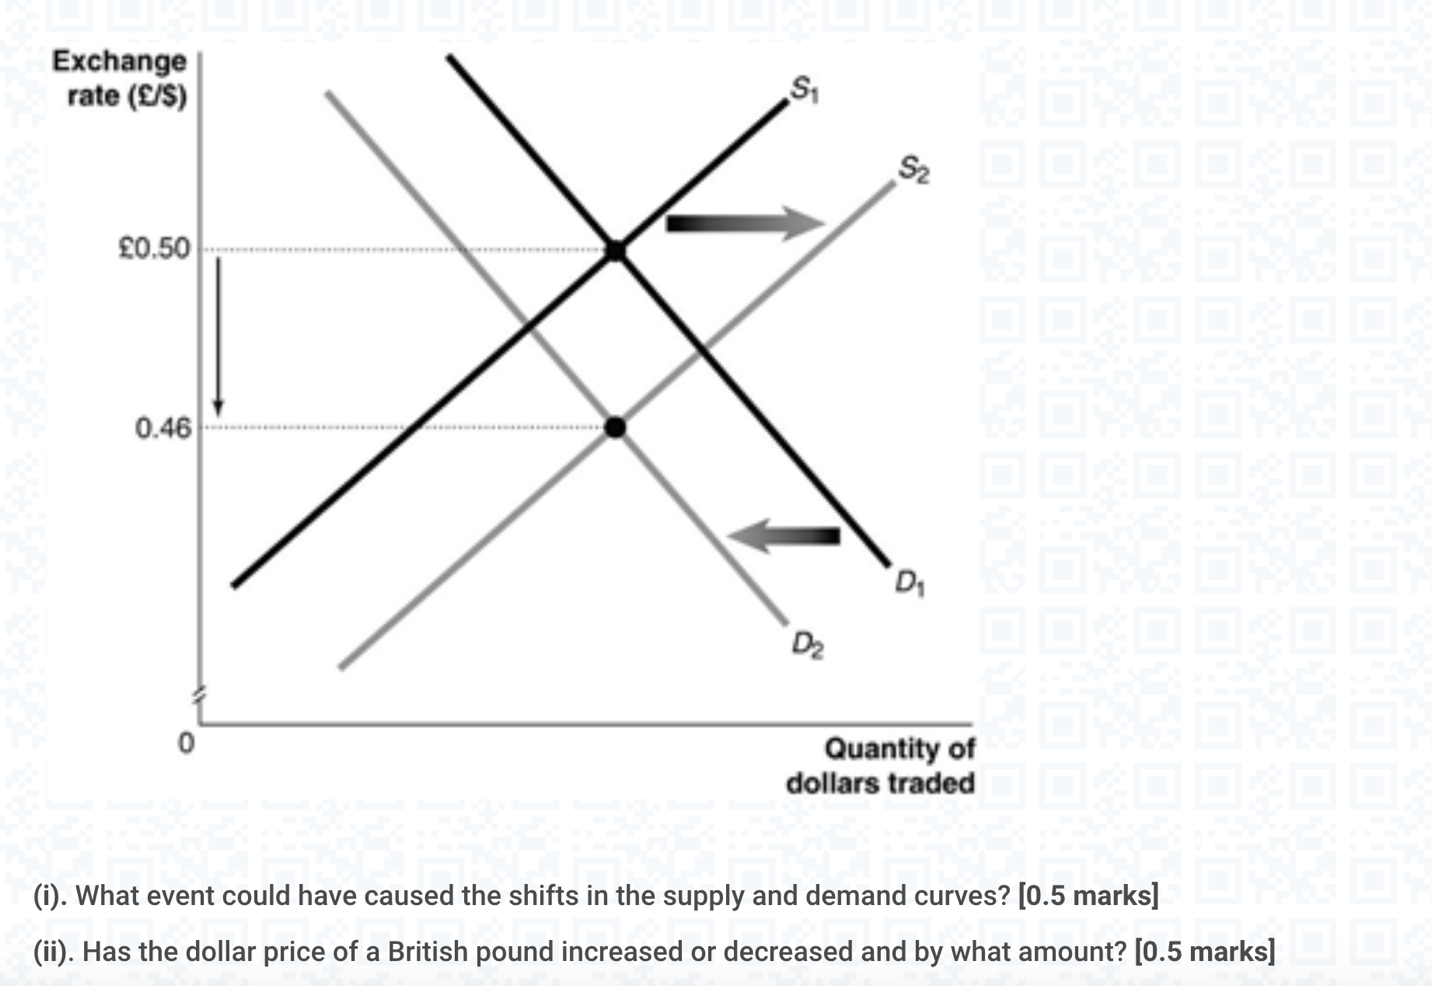 Exchange
rate (£/$)
S1
S2
£0.50
0.46
D1
D2
0
Quantity of
dollars traded
(i). What event could have caused the shifts in the supply and demand curves? [0.5 marks]
(ii). Has the dollar price of a British pound increased or decreased and by what amount? [0.5 marks]